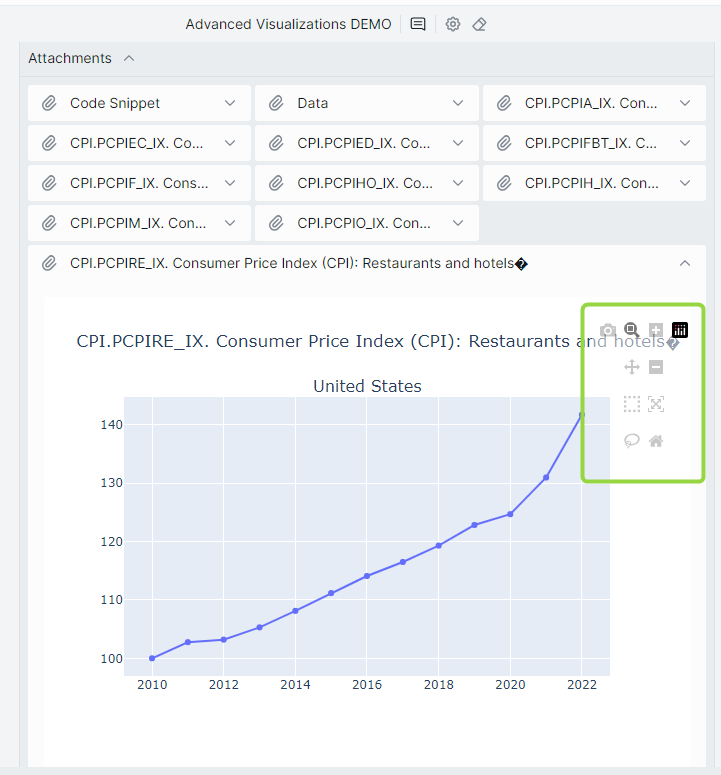 Advanced Visualizations DEMO
Attachments
Code Snippet
Data
CPI.PCPIA_IX. Con...
CPI.PCPIEC_IX. Co...
CPI.PCPIED_IX. Co...
CPI.PCPIFBT_IX. C...
CPI.PCPIF_IX. Cons...
CPI.PCPIHO_IX. Co...
CPI.PCPIH_IX. Con...
CPI.PCPIM_IX. Con...
CPI.PCPIO_IX. Con...
CPI.PCPIRE_IX. Consumer Price Index (CPI): Restaurants and hotels�
CPI.PCPIRE_IX. Consumer Price Index (CPI): Restaurants and hotels�
United States
140
130
120
110
100
2010 2012 2014 2016 2018 2020 2022